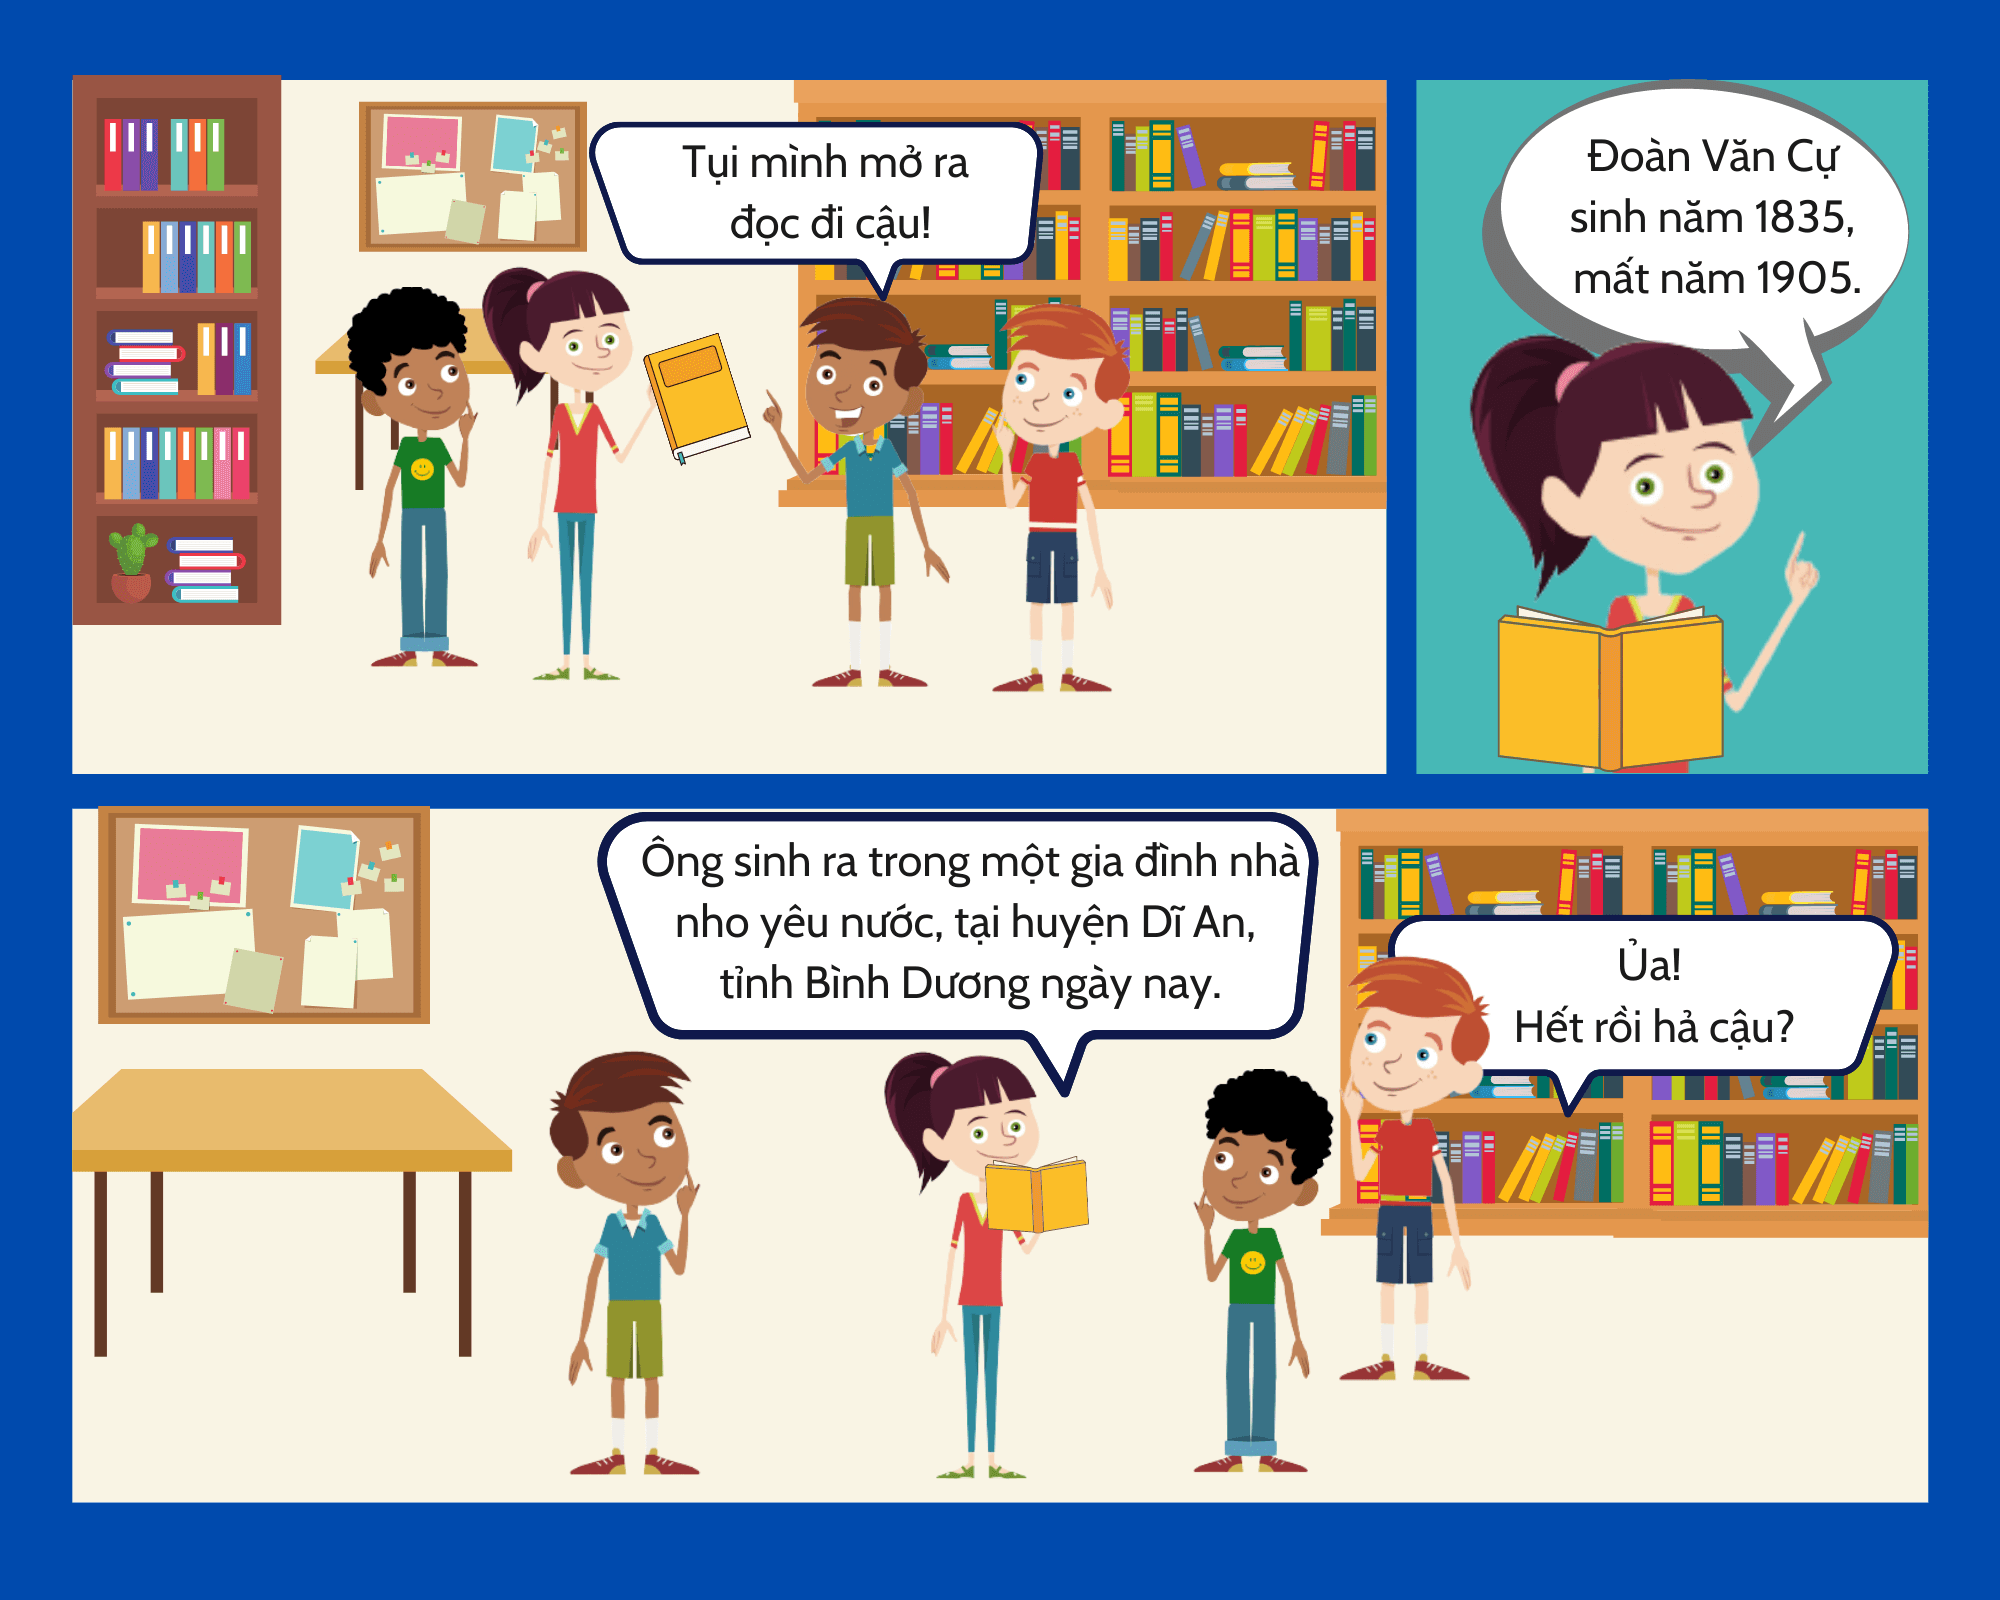 Tụi mình mở ra
đọc đi cậu!
Đoàn Văn Cự
sinh năm 1835,
mất năm 1905.
Ông sinh ra trong một gia đình nhà
nho yêu nước, tại huyện Dĩ An,
tỉnh Bình Dương ngày nay.
Ủa!
Hết rồi hả cậu?